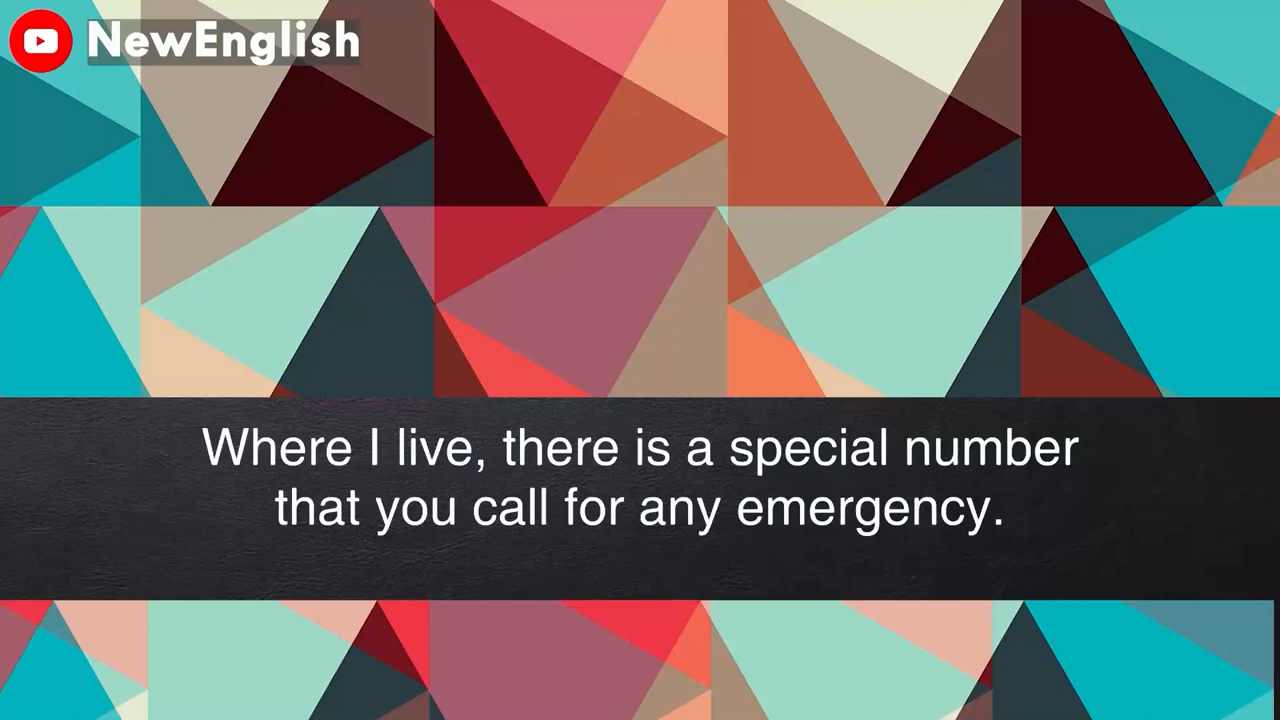 NewEnglish
Where I live, there is a special number
that you call for any emergency.